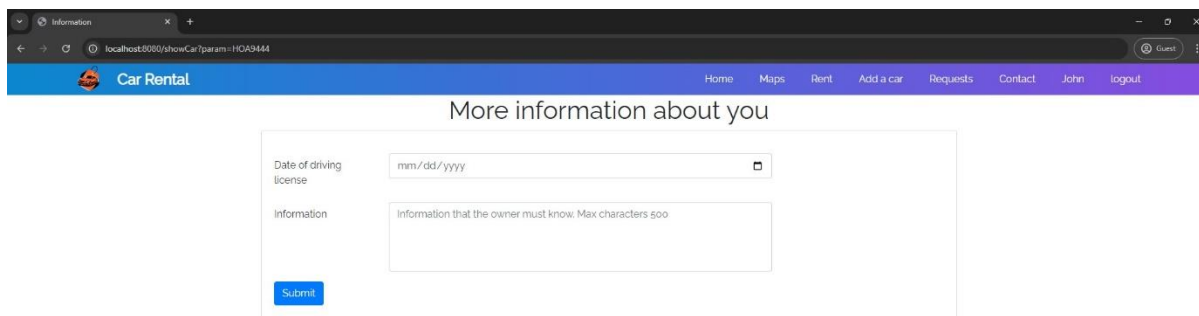 Information
localhost:8080/showCar?param=HOA9444
Guest
Car Rental
Home Maps Rent Add a car Requests Contact John logout
More information about you
Date of driving
license
mm/dd/yyyy
Information
Information that the owner must know. Max characters 500
Submit